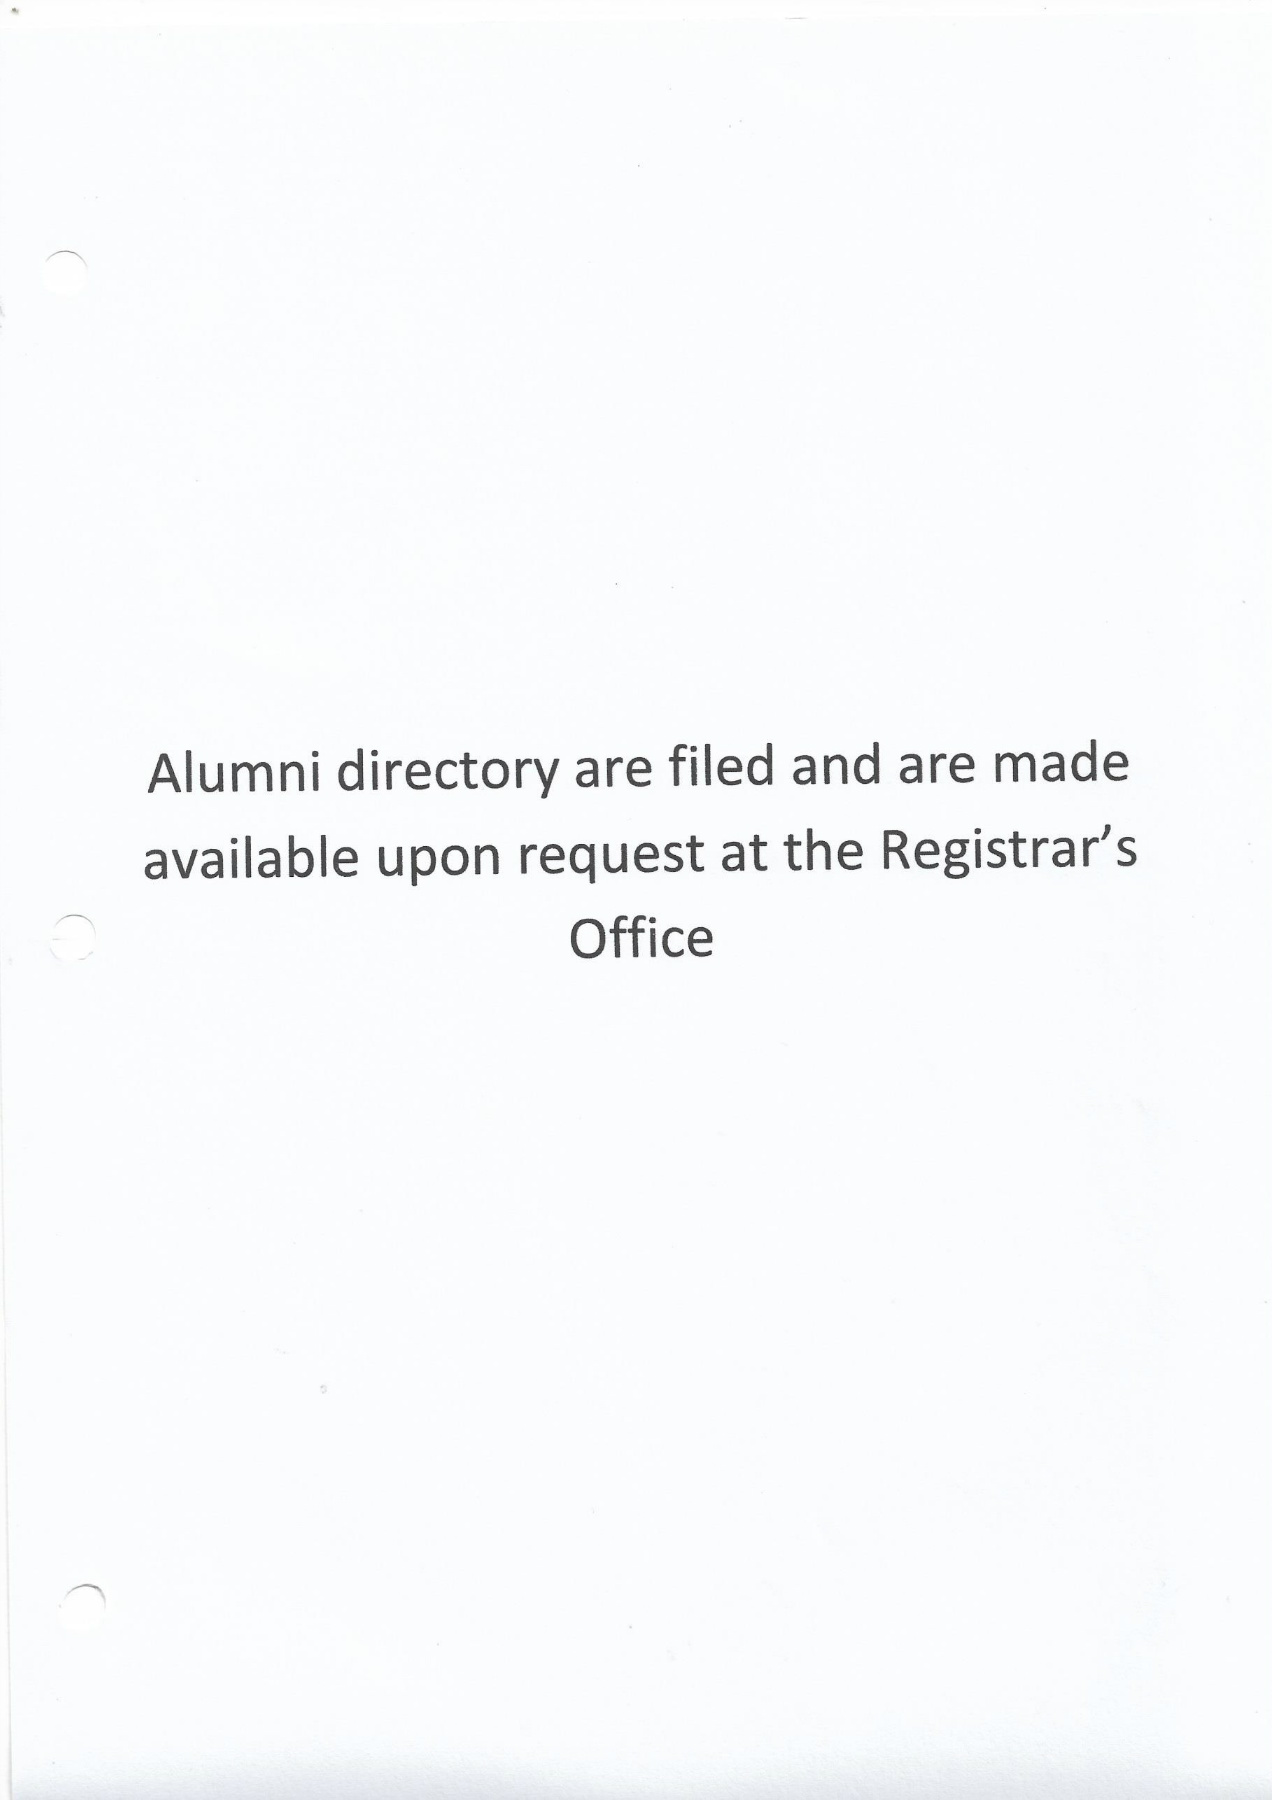 Alumni directory are filed and are made
available upon request at the Registrar’s
Office